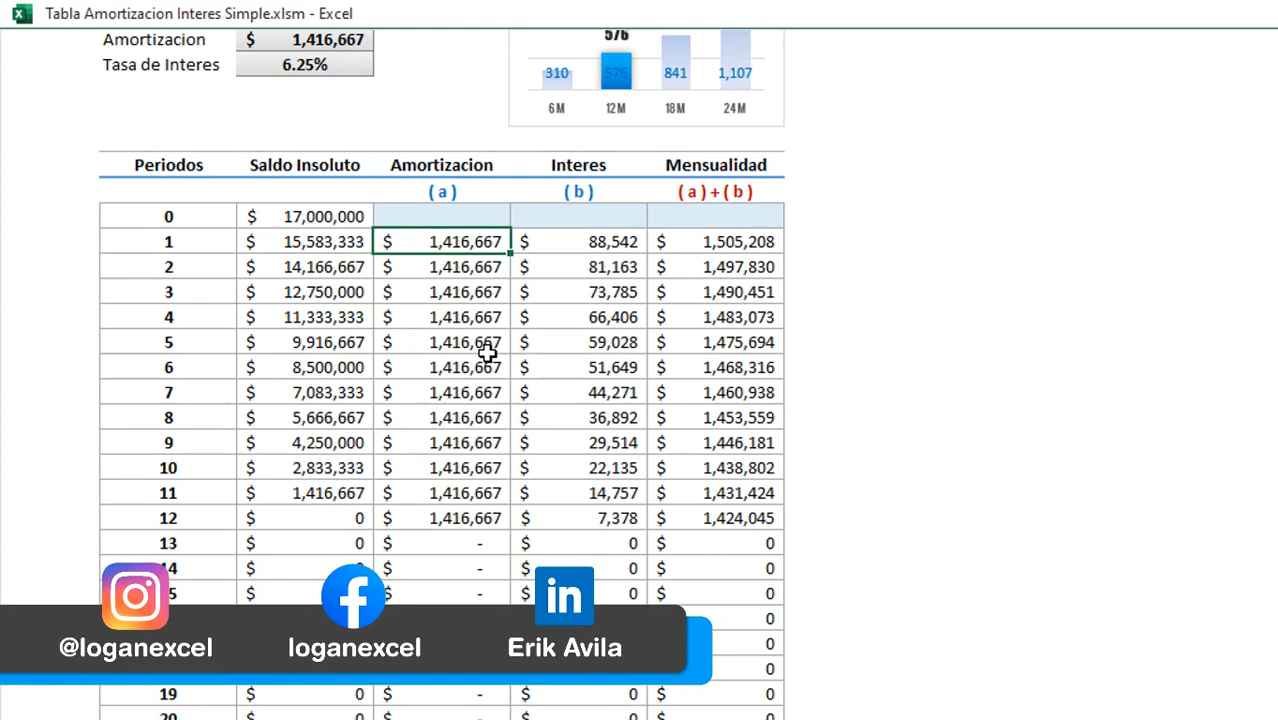 Tabla Amortizacion Interes Simple.xlsm - Excel
Amortizacion $ 1,416,667
Tasa de Interes 6.25%
576
310 576 841 1,107
6M 12M 18M 24M
Periodos Saldo Insoluto Amortizacion Interes Mensualidad
( a ) ( b ) ( a ) + ( b )
0 $ 17,000,000
1 $ 15,583,333 $ 1,416,667 $ 88,542 $ 1,505,208
2 $ 14,166,667 $ 1,416,667 $ 81,163 $ 1,497,830
3 $ 12,750,000 $ 1,416,667 $ 73,785 $ 1,490,451
4 $ 11,333,333 $ 1,416,667 $ 66,406 $ 1,483,073
5 $ 9,916,667 $ 1,416,667 $ 59,028 $ 1,475,694
6 $ 8,500,000 $ 1,416,667 $ 51,649 $ 1,468,316
7 $ 7,083,333 $ 1,416,667 $ 44,271 $ 1,460,938
8 $ 5,666,667 $ 1,416,667 $ 36,892 $ 1,453,559
9 $ 4,250,000 $ 1,416,667 $ 29,514 $ 1,446,181
10 $ 2,833,333 $ 1,416,667 $ 22,135 $ 1,438,802
11 $ 1,416,667 $ 1,416,667 $ 14,757 $ 1,431,424
12 $ 0 $ 1,416,667 $ 7,378 $ 1,424,045
13 $ 0 $ - $ 0 $ 0
14 $ $ - $ 0 $ 0
5 $ 0 $ - $ 0 $ 0
0
0
0
19 $ 0 $ - $ 0 $ 0
in
@loganexcel loganexcel Erik Avila